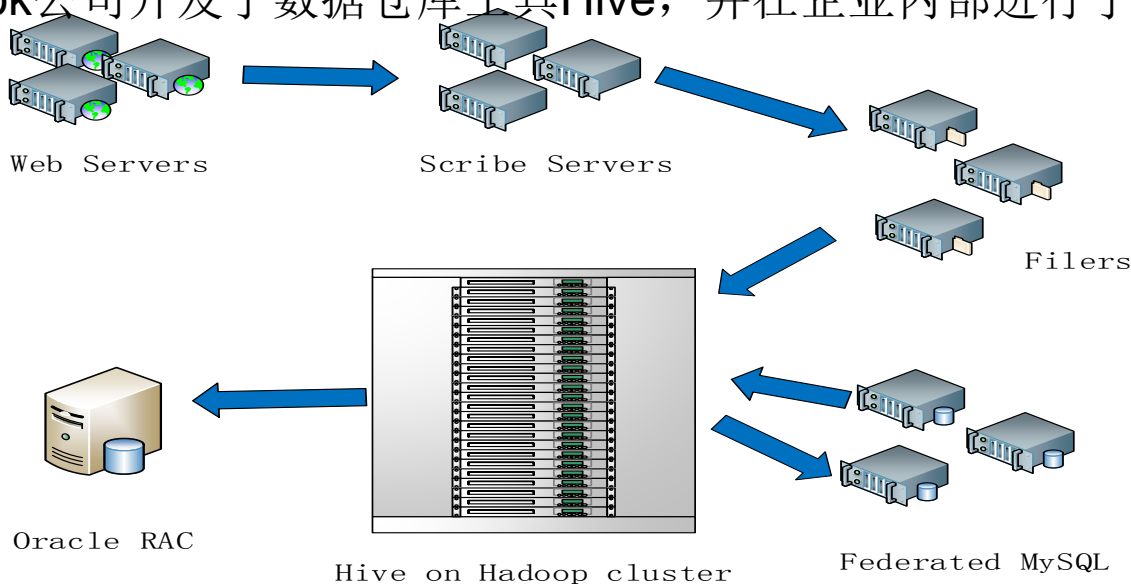 ok公司开发了数据仓库工具Hive，并在企业内部进行了
Web Servers
Scribe Servers
Filers
Oracle RAC
Hive on Hadoop cluster
Federated MySQL